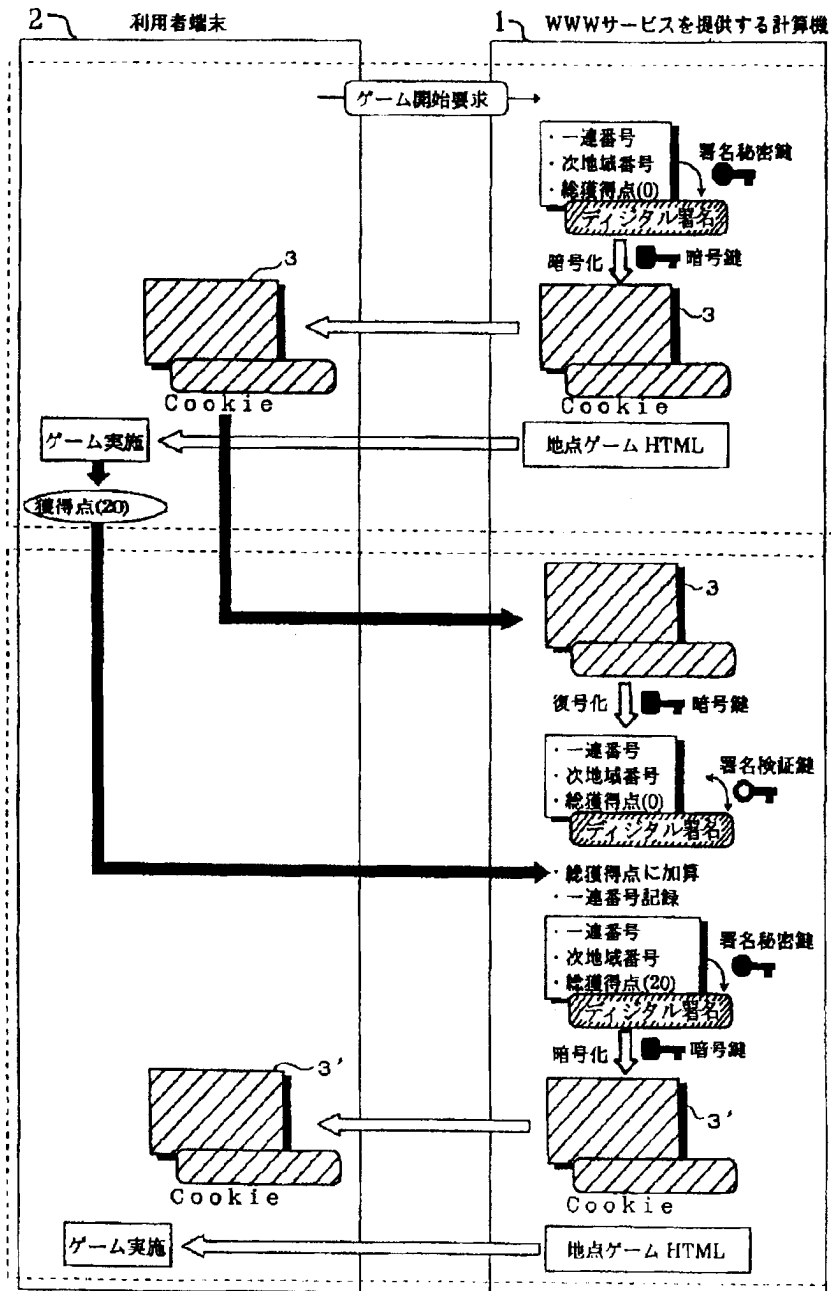 2 利用者端末
1 WWWサービスを提供する計算機
ゲーム開始要求
・一連番号
・次地域番号
・総獲得点(0)
ディジタル署名
署名秘密鍵
暗号化
暗号鍵
3
3
Cookie
Cookie
ゲーム実施
地点ゲーム HTML
獲得点(20)
3
復号化
暗号鍵
・一連番号
・次地域番号
・総獲得点(0)
ディジタル署名
署名検証鍵
・総獲得点に加算
・一連番号記録
・一連番号
・次地域番号
・総獲得点(20)
ディジタル署名
署名秘密鍵
暗号化
暗号鍵
3'
3'
Cookie
Cookie
ゲーム実施
地点ゲーム HTML